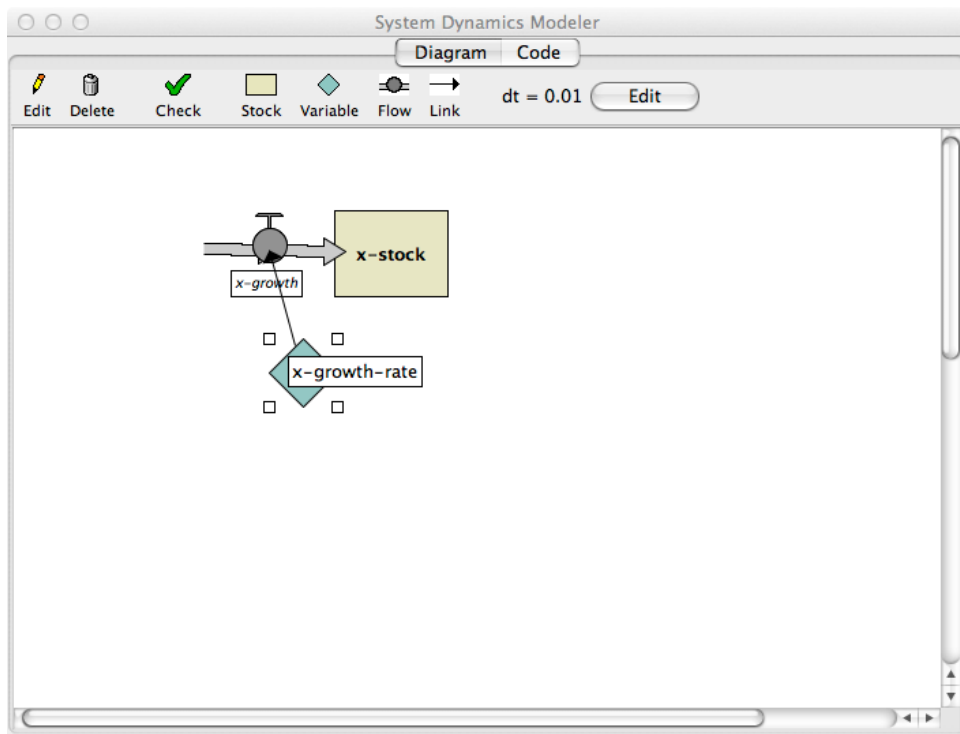 System Dynamics Modeler
Diagram Code
Edit Delete Check Stock Variable Flow Link dt = 0.01 Edit
x-stock
x-growth
x-growth-rate